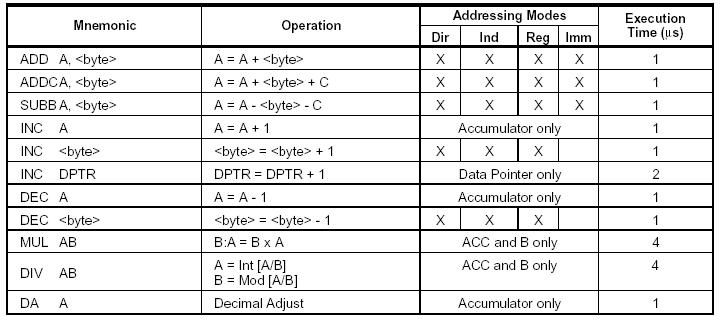 Mnemonic Operation Addressing Modes Execution Time (µs)
Dir Ind Reg Imm
ADD A, <byte> A = A + <byte> X X X X 1
ADDC A, <byte> A = A + <byte> + C X X X X 1
SUBB A, <byte> A = A - <byte> - C X X X X 1
INC A A = A + 1 Accumulator only 1
INC <byte> <byte> = <byte> + 1 X X X 1
INC DPTR DPTR = DPTR + 1 Data Pointer only 2
DEC A A = A - 1 Accumulator only 1
DEC <byte> <byte> = <byte> - 1 X X X 1
MUL AB B:A = B x A ACC and B only 4
DIV AB A = Int [A/B] ACC and B only 4
B = Mod [A/B]
DA A Decimal Adjust Accumulator only 1